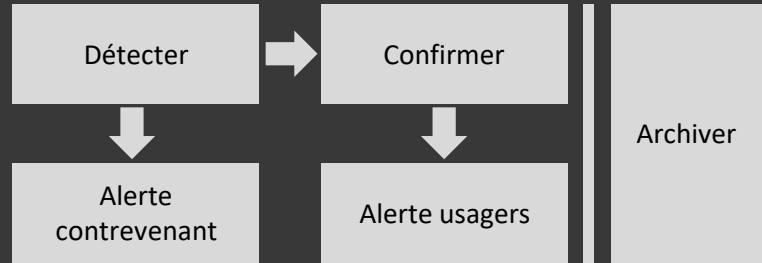 Détecter
Confirmer
Archiver
Alerte
contrevenant
Alerte usagers